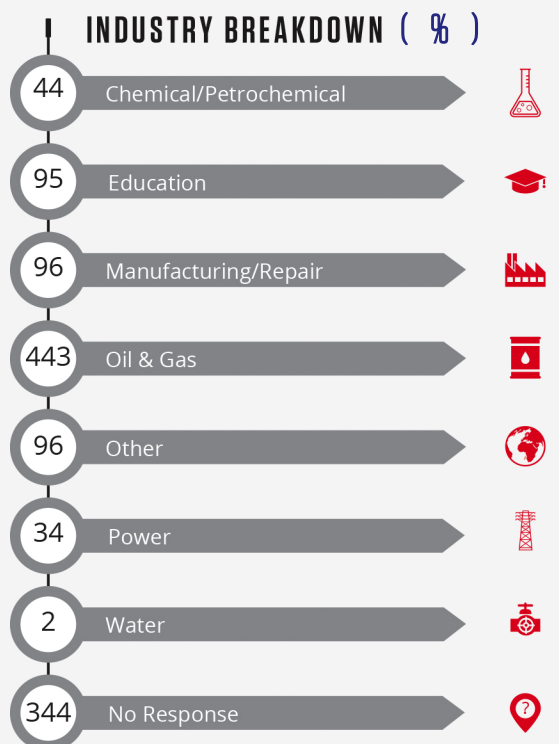 INDUSTRY BREAKDOWN ( % )
44 Chemical/Petrochemical
95 Education
96 Manufacturing/Repair
443 Oil & Gas
96 Other
34 Power
2 Water
344 No Response
?